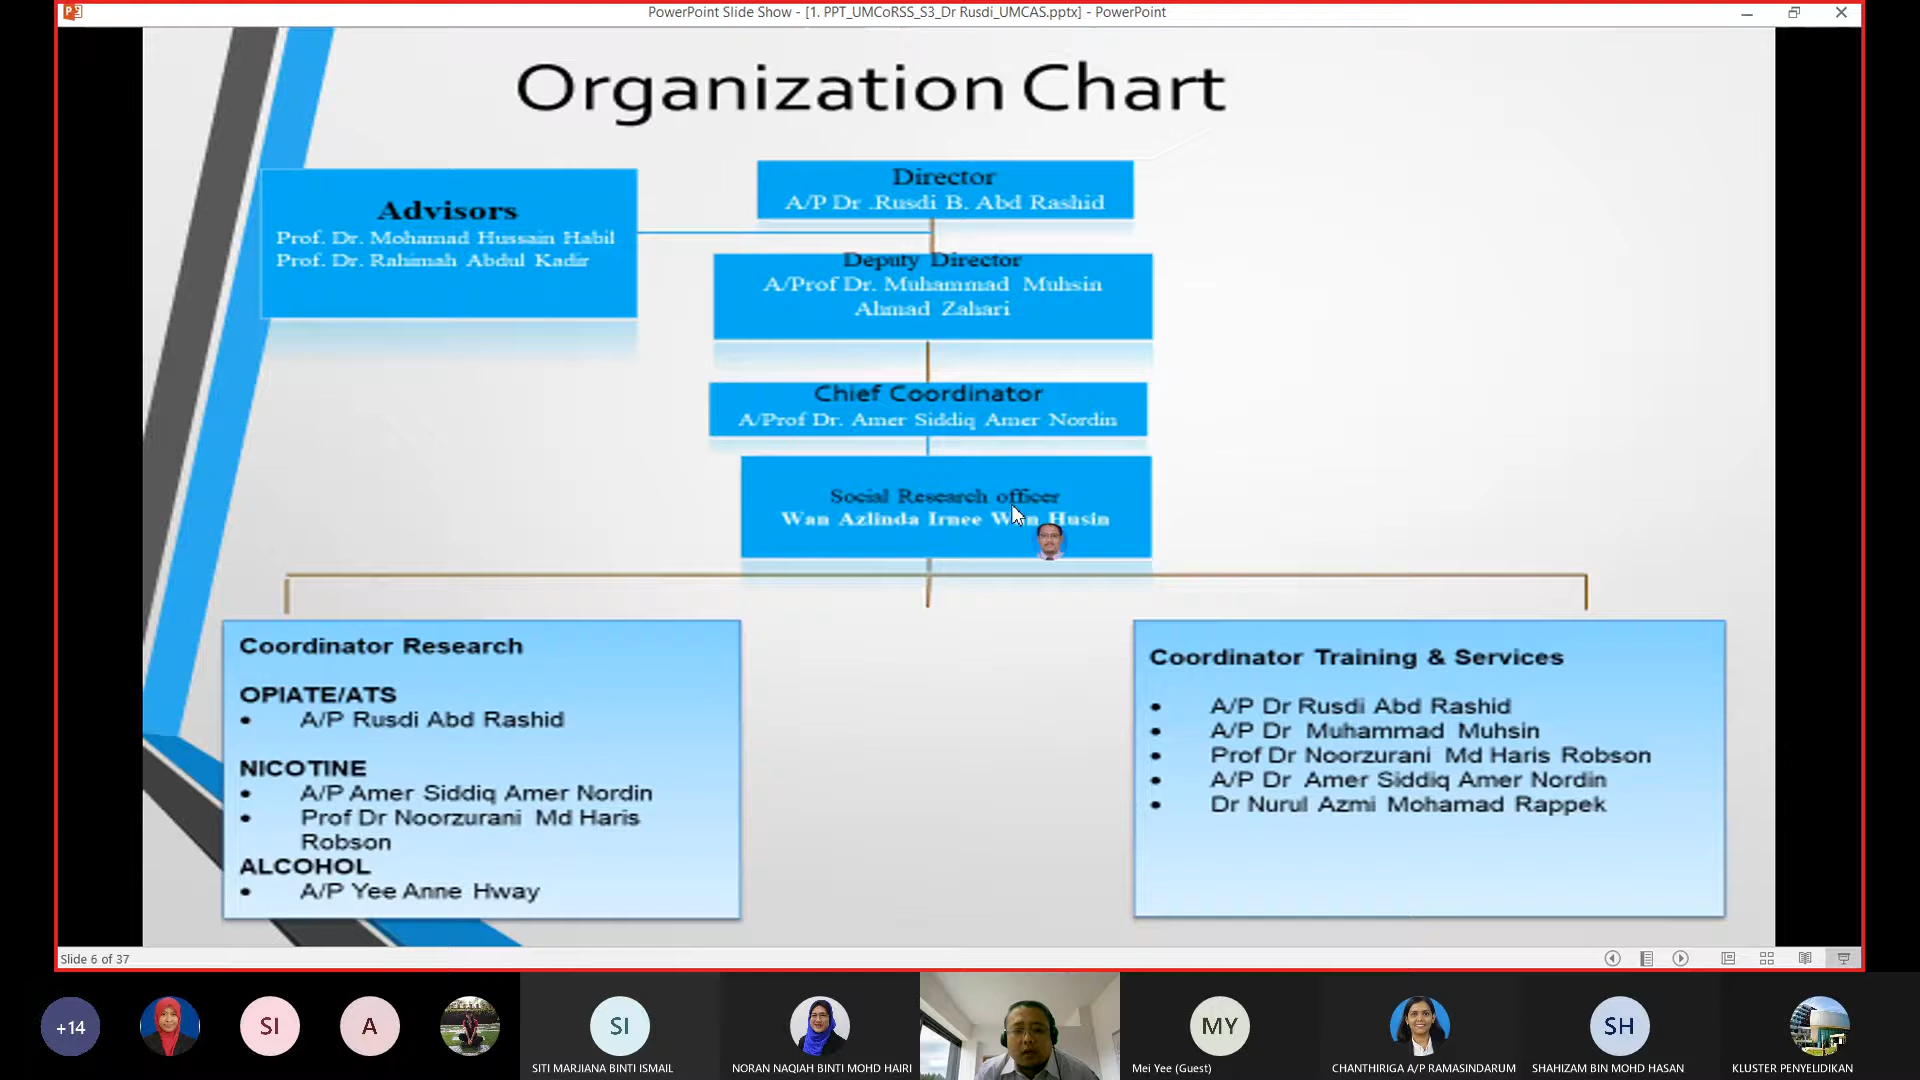 PowerPoint Slide Show - [1. PPT_UMCoRSS_S3_Dr Rusdi_UMCAS.pptx] - PowerPoint
Organization Chart
Advisors
Prof. Dr. Mohamad Hussain Habil
Prof. Dr. Rahimah Abdul Kadir
Director
A/P Dr .Rusdi B. Abd Rashid
Deputy Director
A/Prof Dr. Muhammad Muhsin
Ahmad Zahari
Chief Coordinator
A/Prof Dr. Amer Siddiq Amer Nordin
Social Research officer
Wan Azlinda Irnee Wan Husin
Coordinator Research
OPIATE/ATS
• A/P Rusdi Abd Rashid
NICOTINE
• A/P Amer Siddiq Amer Nordin
• Prof Dr Noorzurani Md Haris
Robson
ALCOHOL
• A/P Yee Anne Hway
Coordinator Training & Services
• A/P Dr Rusdi Abd Rashid
• A/P Dr Muhammad Muhsin
• Prof Dr Noorzurani Md Haris Robson
• A/P Dr Amer Siddiq Amer Nordin
• Dr Nurul Azmi Mohamad Rappek
Slide 6 of 37
+14
SI
A
SI
SITI MARJIANA BINTI ISMAIL
NORAN NAQIAH BINTI MOHD HAIRI
MY
Mei Yee (Guest)
CHANTHIRIGA A/P RAMASINDARUM
SH
SHAHIZAM BIN MOHD HASAN
KLUSTER PENYELIDIKAN